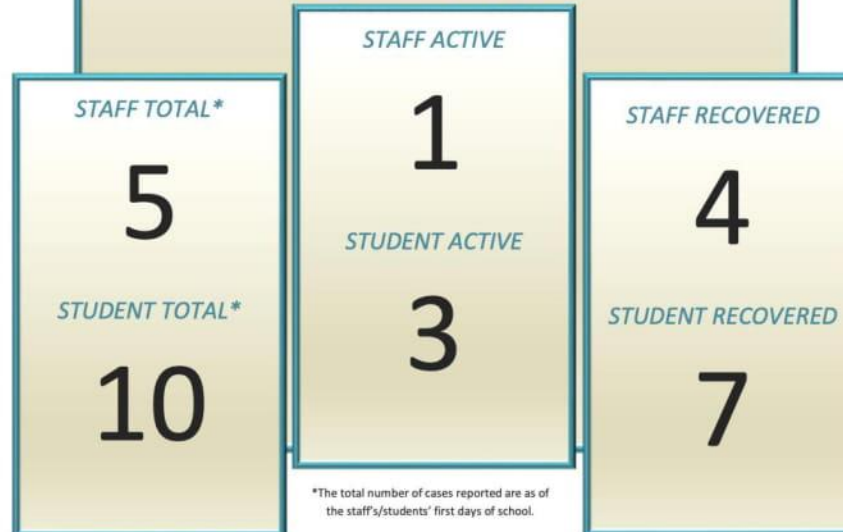 STAFF TOTAL*
5
STUDENT TOTAL*
10
STAFF ACTIVE
1
STUDENT ACTIVE
3
*The total number of cases reported are as of
the staff's/students' first days of school.
STAFF RECOVERED
4
STUDENT RECOVERED
7